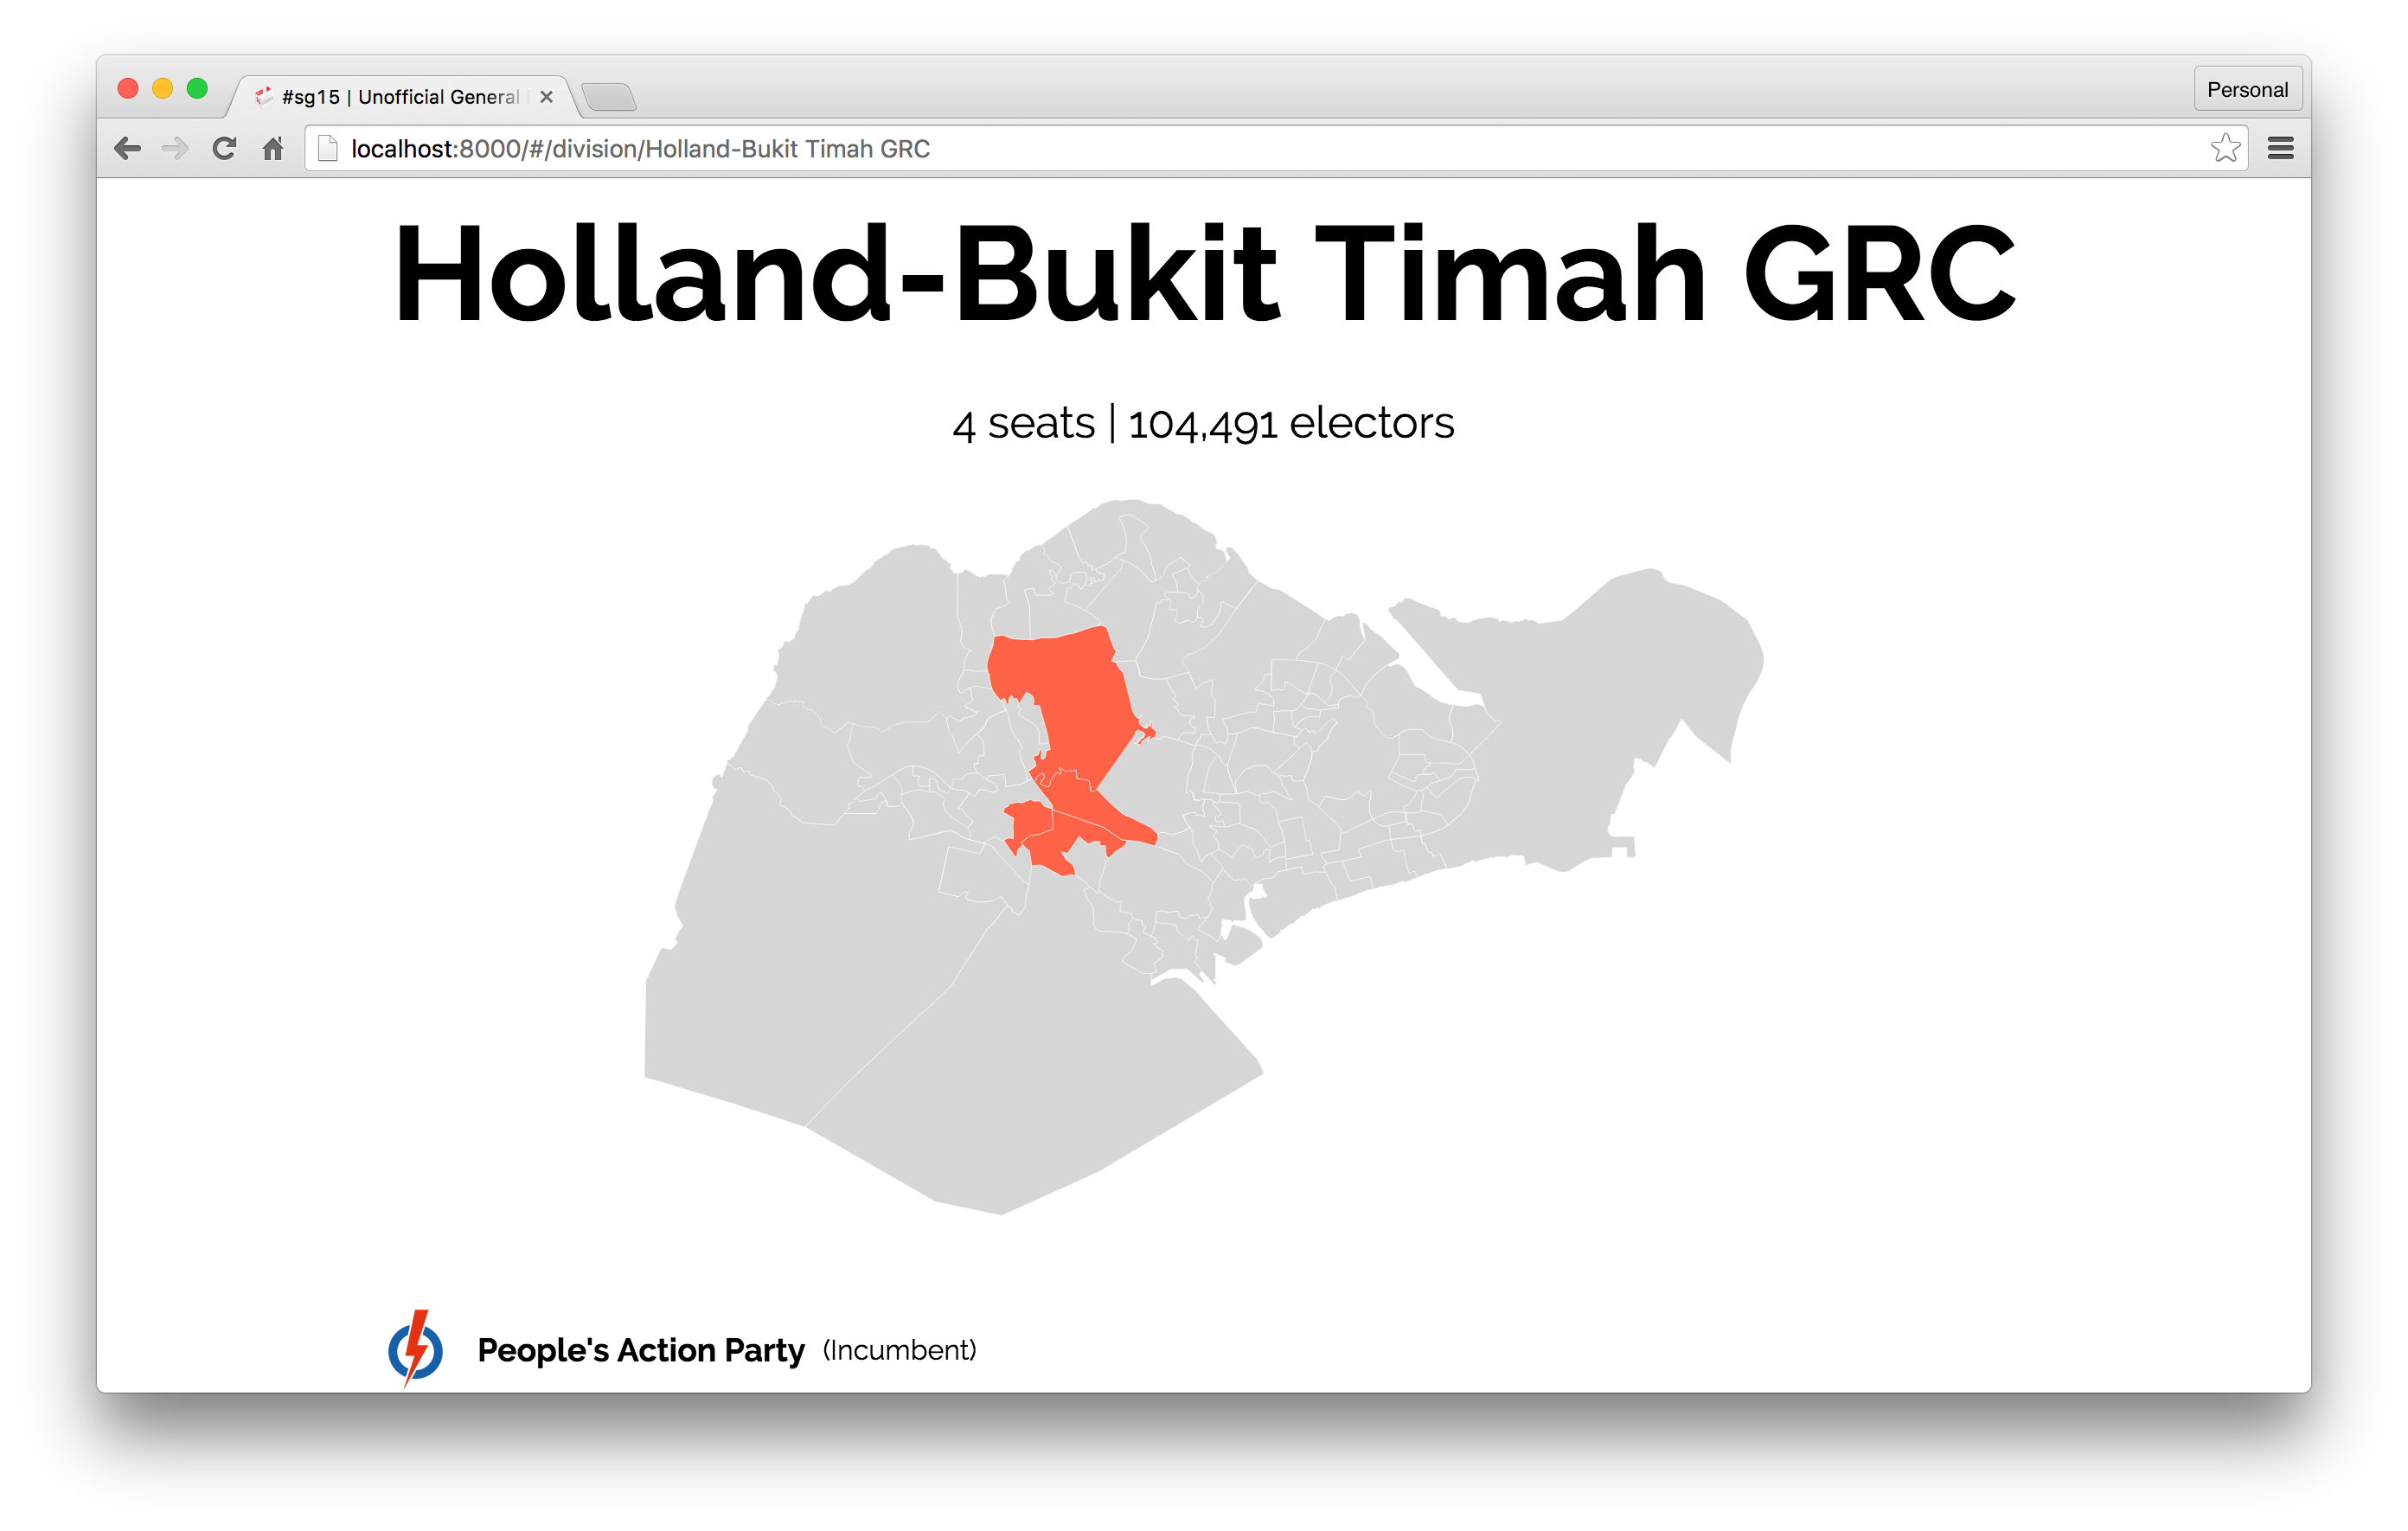 #sg15 | Unofficial General
Personal
localhost:8000/#/division/Holland-Bukit Timah GRC
Holland-Bukit Timah GRC
4 seats | 104,491 electors
People's Action Party (Incumbent)